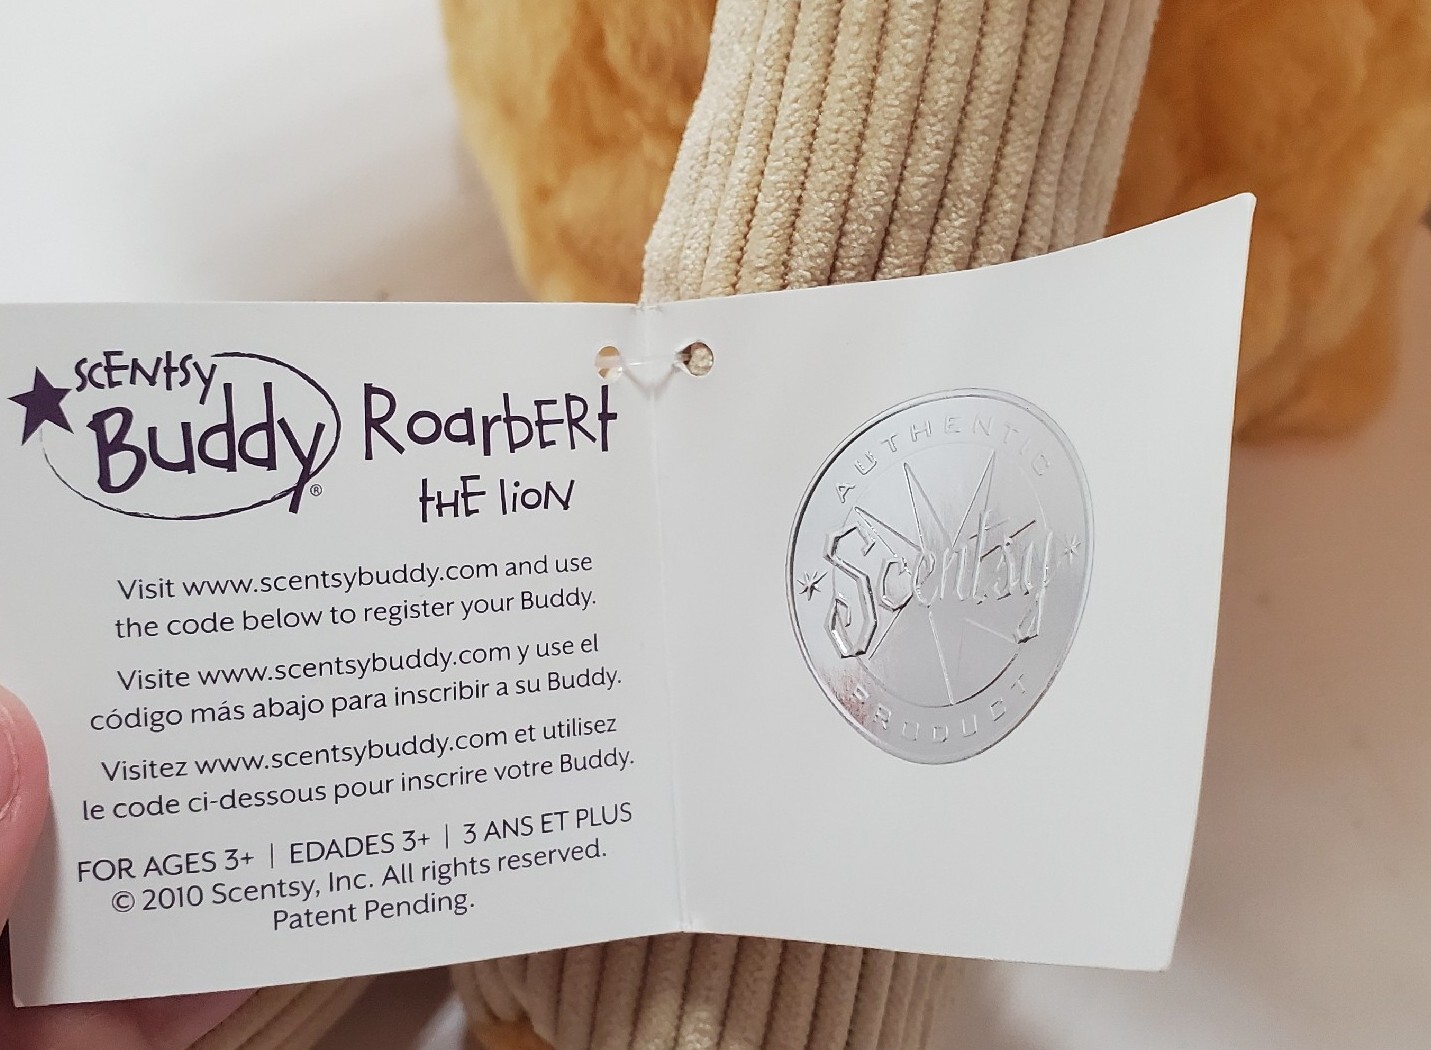 SCENTSY
Buddy®
RoarbERt
tHE lioN
Visit www.scentsybuddy.com and use
the code below to register your Buddy.
Visite www.scentsybuddy.com y use el
código más abajo para inscribir a su Buddy.
Visitez www.scentsybuddy.com et utilisez
le code ci-dessous pour inscrire votre Buddy.
FOR AGES 3+ | EDADES 3+ | 3 ANS ET PLUS
© 2010 Scentsy, Inc. All rights reserved.
Patent Pending.
AUTHENTIC
Scentsy
PRODUCT